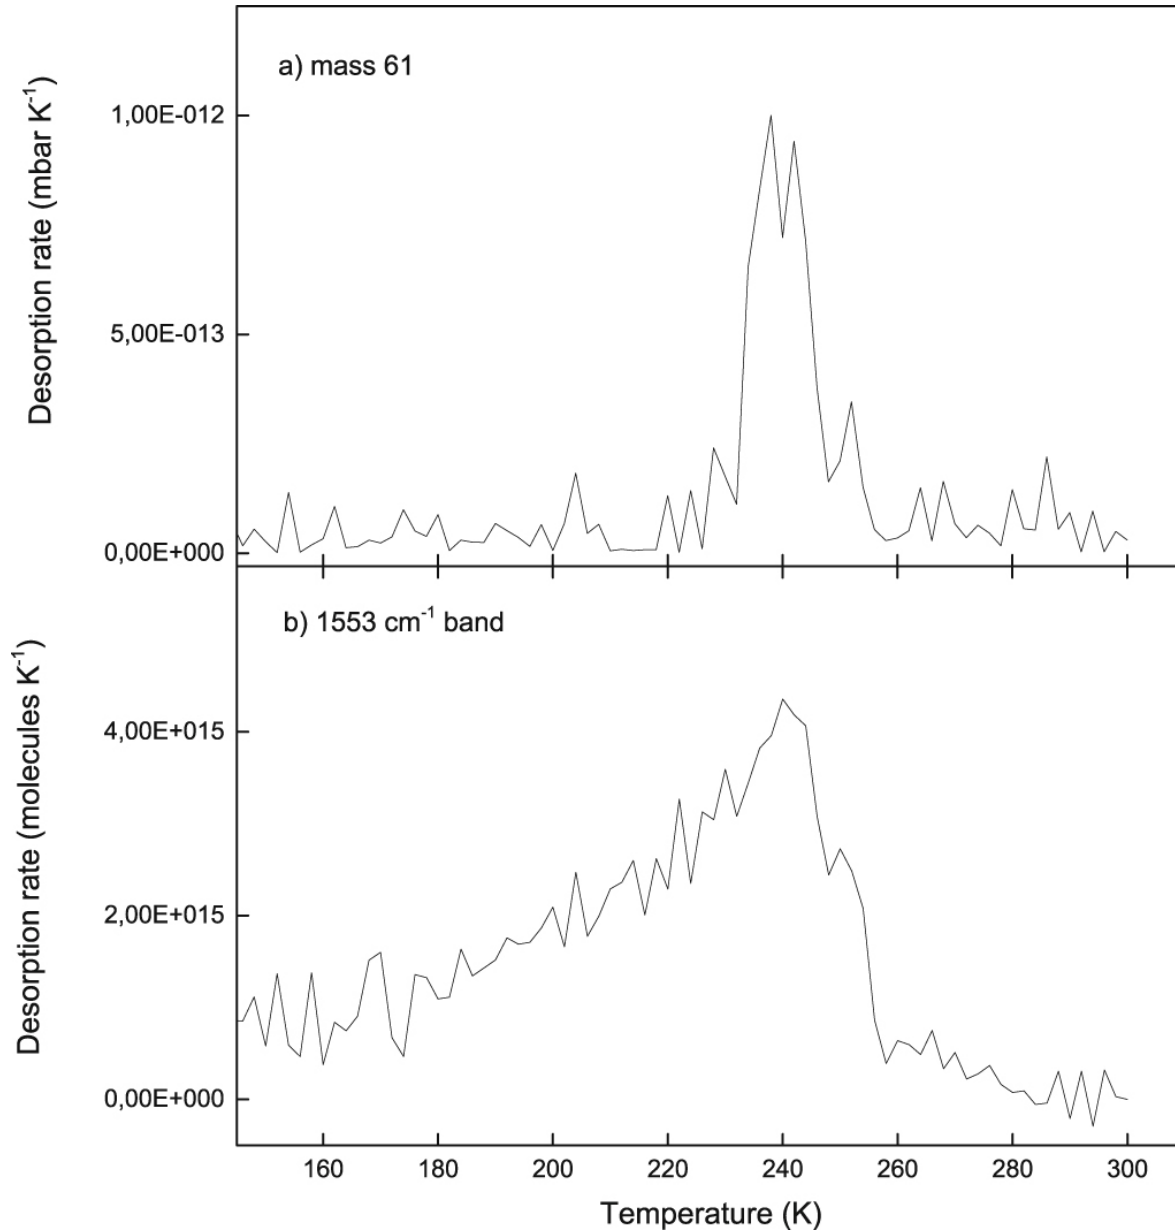 a) mass 61
Desorption rate (mbar K⁻¹)
1,00E-012
5,00E-013
0,00E+000
b) 1553 cm⁻¹ band
Desorption rate (molecules K⁻¹)
4,00E+015
2,00E+015
0,00E+000
160 180 200 220 240 260 280 300
Temperature (K)